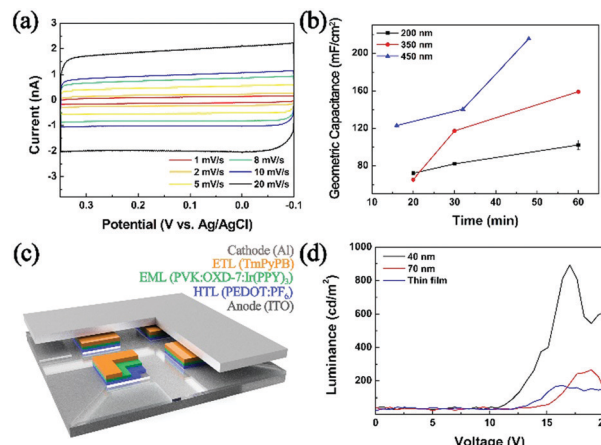 (a)
Current (nA)
3
2
1
0
-1
-2
-3
1 mV/s
2 mV/s
5 mV/s
8 mV/s
10 mV/s
20 mV/s
0.3
0.2
0.1
0.0
-0.1
Potential (V vs. Ag/AgCl)
(b)
Geometric Capacitance (mF/cm²)
200
160
120
80
200 nm
350 nm
450 nm
10
20
30
40
50
60
Time (min)
(c)
Cathode (Al)
ETL (TmPyPB)
EML (PVK:OXD-7:Ir(PPY)₃)
HTL (PEDOT:PF₆)
Anode (ITO)
(d)
Luminance (cd/m²)
1000
800
600
400
200
0
40 nm
70 nm
Thin film
0
5
10
15
20
Voltage (V)